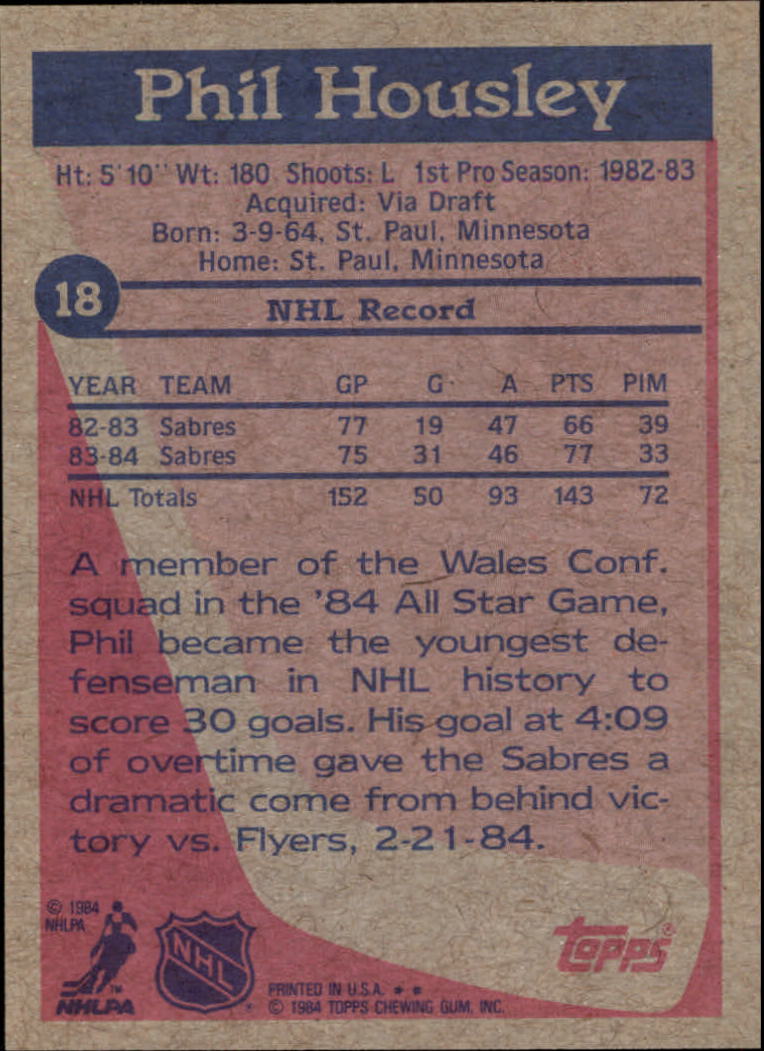 Phil Housley
Ht: 5'10" Wt: 180 Shoots: L 1st Pro Season: 1982-83
Acquired: Via Draft
Born: 3-9-64, St. Paul, Minnesota
Home: St. Paul, Minnesota
18
NHL Record
YEAR TEAM GP G A PTS PIM
82-83 Sabres 77 19 47 66 39
83-84 Sabres 75 31 46 77 33
NHL Totals 152 50 93 143 72
A member of the Wales Conf.
squad in the '84 All Star Game,
Phil became the youngest de-
fenseman in NHL history to
score 30 goals. His goal at 4:09
of overtime gave the Sabres a
dramatic come from behind vic-
tory vs. Flyers, 2-21-84.
© 1984
NHLPA
NHLPA™
NHL
PRINTED IN U.S.A. **
© 1984 TOPPS CHEWING GUM, INC.
topps®